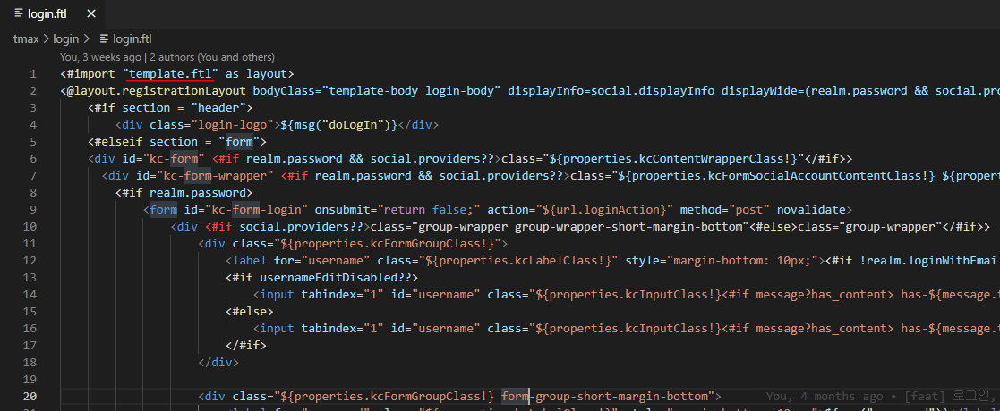 login.ftl
tmax > login > login.ftl
You, 3 weeks ago | 2 authors (You and others)
1 <#import "template.ftl" as layout>
2 <@layout.registrationLayout bodyClass="template-body login-body" displayInfo=social.displayInfo displayWide=(realm.password && social.pro
3 <#if section = "header">
4 <div class="login-logo">${msg("doLogIn")}</div>
5 <#elseif section = "form">
6 <div id="kc-form" <#if realm.password && social.providers??>class="${properties.kcContentWrapperClass!}"</#if>>
7 <div id="kc-form-wrapper" <#if realm.password && social.providers??>class="${properties.kcFormSocialAccountContentClass!} ${prope
8 <#if realm.password>
9 <form id="kc-form-login" onsubmit="return false;" action="${url.loginAction}" method="post" novalidate>
10 <div <#if social.providers??>class="group-wrapper group-wrapper-short-margin-bottom"<#else>class="group-wrapper"</#if>>
11 <div class="${properties.kcFormGroupClass!}">
12 <label for="username" class="${properties.kcLabelClass!}" style="margin-bottom: 10px;"><#if !realm.loginWithEmail
13 <#if usernameEditDisabled??>
14 <input tabindex="1" id="username" class="${properties.kcInputClass!}<#if message?has_content> has-${message.t
15 <#else>
16 <input tabindex="1" id="username" class="${properties.kcInputClass!}<#if message?has_content> has-${message.t
17 </#if>
18 </div>
19
20 <div class="${properties.kcFormGroupClass!} form-group-short-margin-bottom"> You, 4 months ago • [feat] 로그인,